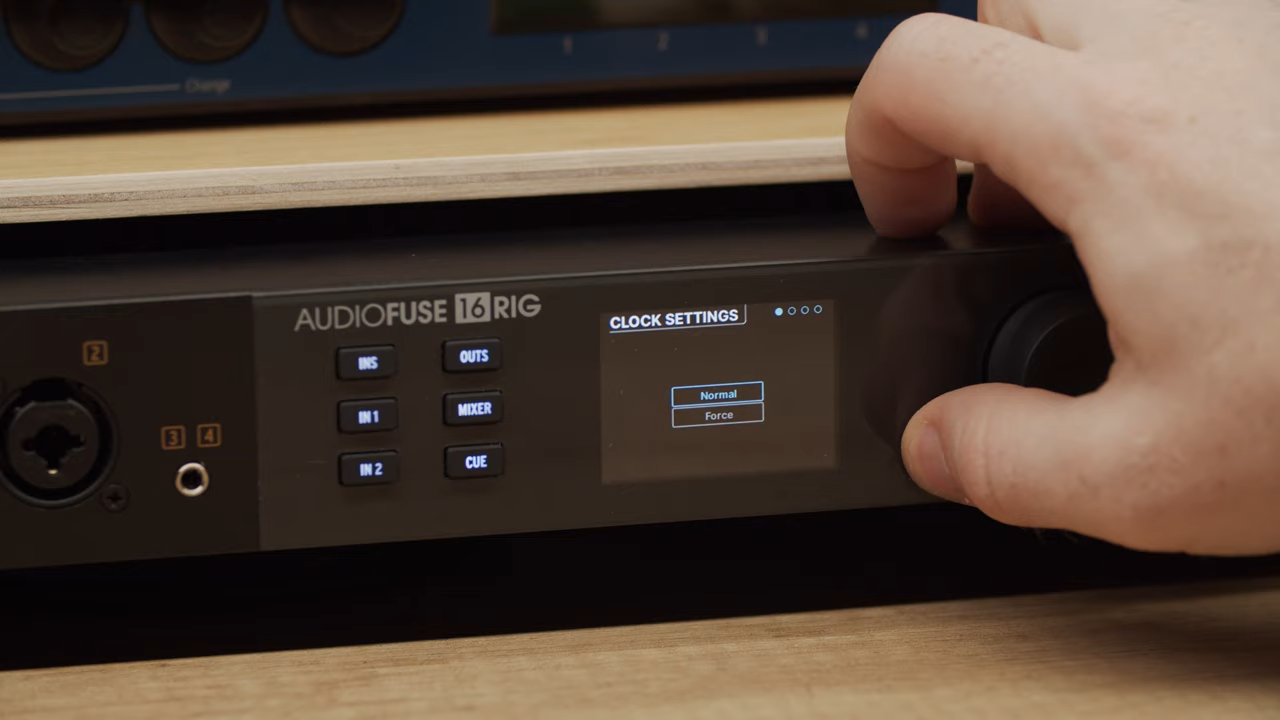 1 2 3 4
Change
AUDIOFUSE 16 RIG
INS
OUTS
IN 1
MIXER
IN 2
CUE
2
3 4
CLOCK SETTINGS
Normal
Force